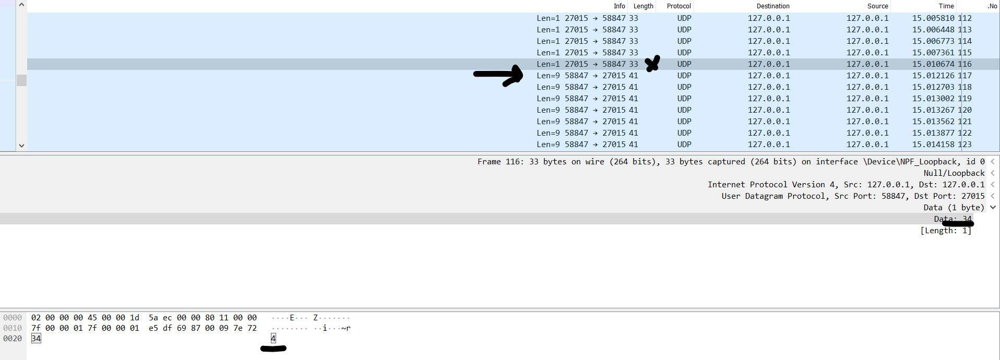 Info Length Protocol Destination Source Time .No
Len=1 27015 → 58847 33 UDP 127.0.0.1 127.0.0.1 15.005810 112
Len=1 27015 → 58847 33 UDP 127.0.0.1 127.0.0.1 15.006448 113
Len=1 27015 → 58847 33 UDP 127.0.0.1 127.0.0.1 15.006773 114
Len=1 27015 → 58847 33 UDP 127.0.0.1 127.0.0.1 15.007361 115
Len=1 27015 → 58847 33 UDP 127.0.0.1 127.0.0.1 15.010674 116
Len=9 58847 → 27015 41 UDP 127.0.0.1 127.0.0.1 15.012126 117
Len=9 58847 → 27015 41 UDP 127.0.0.1 127.0.0.1 15.012703 118
Len=9 58847 → 27015 41 UDP 127.0.0.1 127.0.0.1 15.013002 119
Len=9 58847 → 27015 41 UDP 127.0.0.1 127.0.0.1 15.013267 120
Len=9 58847 → 27015 41 UDP 127.0.0.1 127.0.0.1 15.013562 121
Len=9 58847 → 27015 41 UDP 127.0.0.1 127.0.0.1 15.013877 122
Len=9 58847 → 27015 41 UDP 127.0.0.1 127.0.0.1 15.014158 123
Frame 116: 33 bytes on wire (264 bits), 33 bytes captured (264 bits) on interface \Device\NPF_Loopback, id 0
Null/Loopback
Internet Protocol Version 4, Src: 127.0.0.1, Dst: 127.0.0.1
User Datagram Protocol, Src Port: 58847, Dst Port: 27015
Data (1 byte)
Data: 34
[Length: 1]
0000 02 00 00 00 45 00 00 1d 5a ec 00 00 80 11 00 00 ····E··· Z·······
0010 7f 00 00 01 7f 00 00 01 e5 df 69 87 00 09 7e 72 ········ ··i···~r
0020 34 4